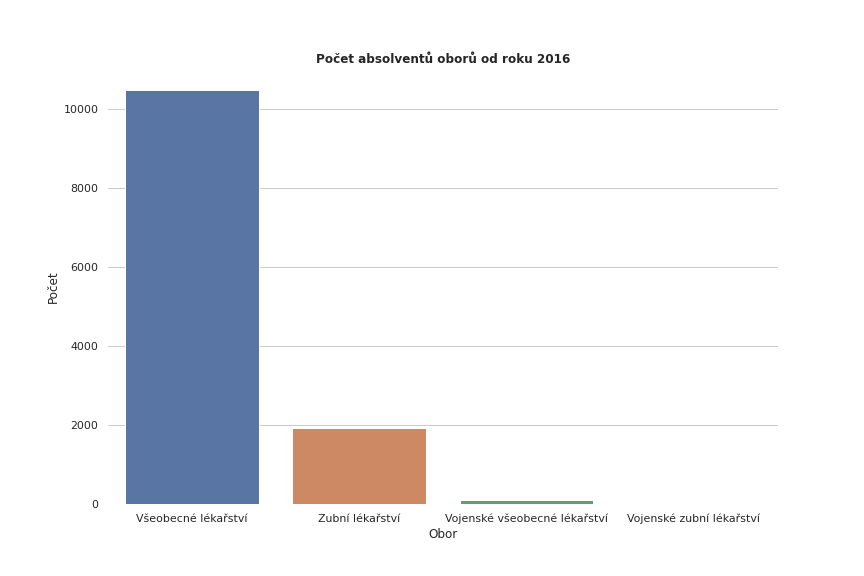 Počet absolventů oborů od roku 2016
10000
8000
6000
4000
2000
0
Počet
Všeobecné lékařství Zubní lékařství Vojenské všeobecné lékařství Vojenské zubní lékařství
Obor